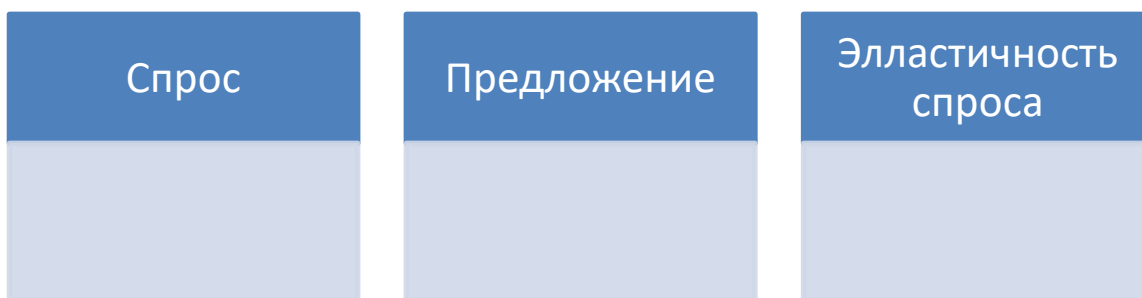 Спрос
Предложение
Элластичность
спроса